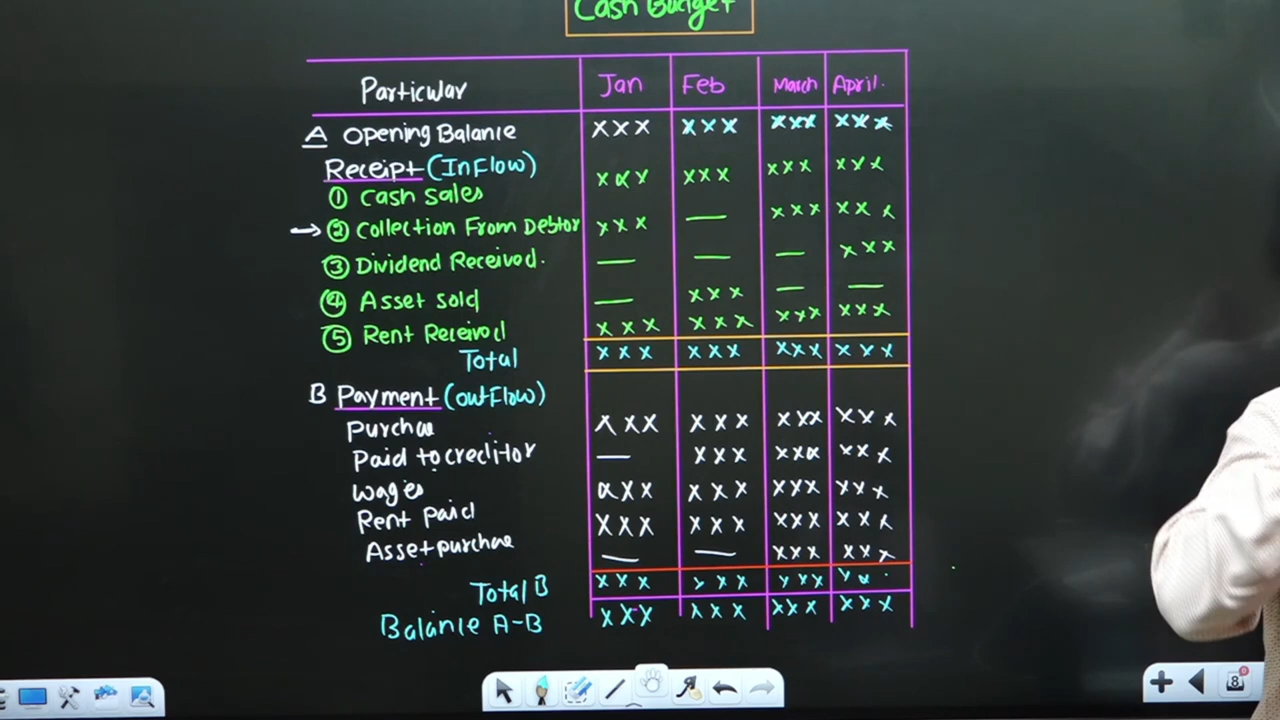 Cash Budget
Particular Jan Feb March April.
A Opening Balance xxx xxx xxx xxx
Receipt (InFlow)
① Cash Sales xxx xxx xxx xxx
→ ② Collection From Debtor xxx — xxx xxx
③ Dividend Received. — — — xxx
④ Asset sold — xxx — —
⑤ Rent Received xxx xxx xxx xxx
Total xxx xxx xxx xxx
B Payment (outFlow)
Purchase xxx xxx xxx xxx
Paid to creditor — xxx xxx xxx
Wages xxx xxx xxx xxx
Rent Paid xxx xxx xxx xxx
Asset purchase — — xxx xxx
Total B xxx xxx xxx
Balance A-B xxx xxx xxx xxx
8